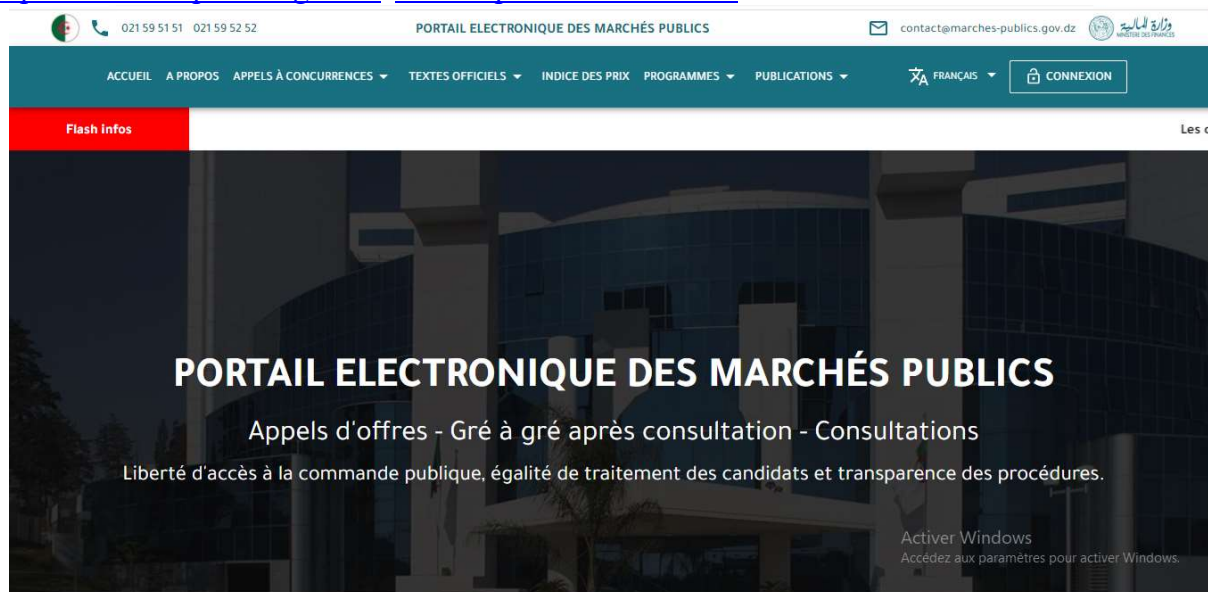 021 59 51 51 021 59 52 52 PORTAIL ELECTRONIQUE DES MARCHÉS PUBLICS contact@marches-publics.gov.dz وزارة المالية
MINISTERE DES FINANCES
ACCUEIL A PROPOS APPELS À CONCURRENCES TEXTES OFFICIELS INDICE DES PRIX PROGRAMMES PUBLICATIONS FRANÇAIS CONNEXION
Flash infos Les
PORTAIL ELECTRONIQUE DES MARCHÉS PUBLICS
Appels d'offres - Gré à gré après consultation - Consultations
Liberté d'accès à la commande publique, égalité de traitement des candidats et transparence des procédures.
Activer Windows
Accédez aux paramètres pour activer Windows.